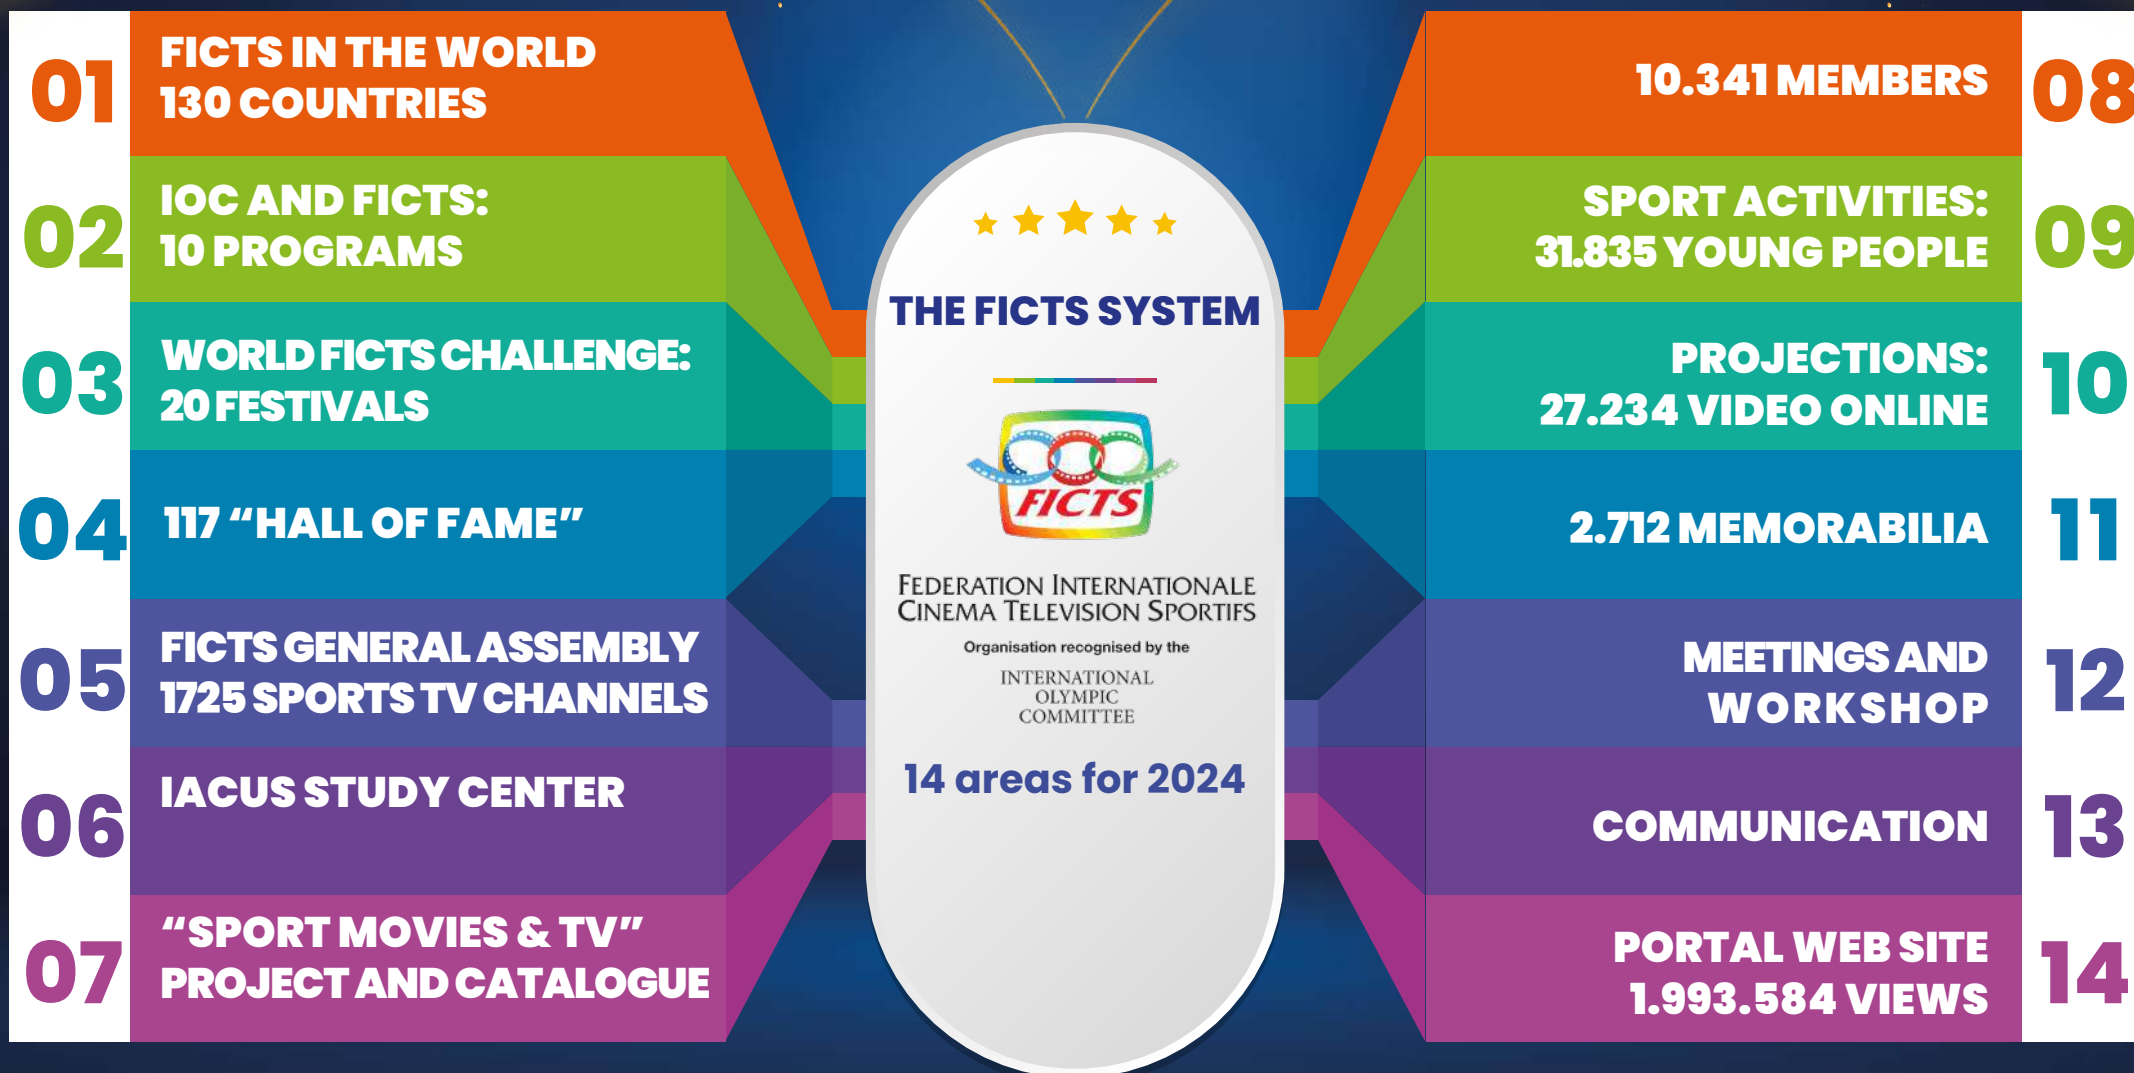 01
FICTS IN THE WORLD
130 COUNTRIES
02
IOC AND FICTS:
10 PROGRAMS
03
WORLD FICTS CHALLENGE:
20 FESTIVALS
04
117 “HALL OF FAME”
05
FICTS GENERAL ASSEMBLY
1725 SPORTS TV CHANNELS
06
IACUS STUDY CENTER
07
“SPORT MOVIES & TV”
PROJECT AND CATALOGUE
THE FICTS SYSTEM
FICTS
FEDERATION INTERNATIONALE
CINEMA TELEVISION SPORTIFS
Organisation recognised by the
INTERNATIONAL
OLYMPIC
COMMITTEE
14 areas for 2024
10.341 MEMBERS
08
SPORT ACTIVITIES:
31.835 YOUNG PEOPLE
09
PROJECTIONS:
27.234 VIDEO ONLINE
10
2.712 MEMORABILIA
11
MEETINGS AND
WORKSHOP
12
COMMUNICATION
13
PORTAL WEB SITE
1.993.584 VIEWS
14